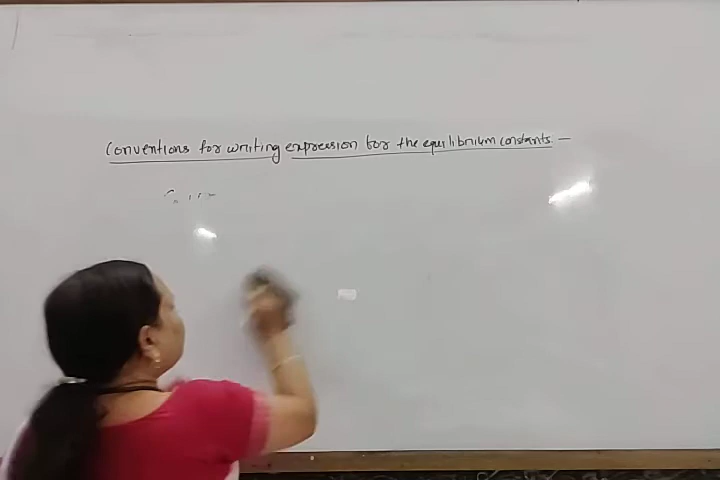 Conventions for writing expression for the equilibrium constants. —